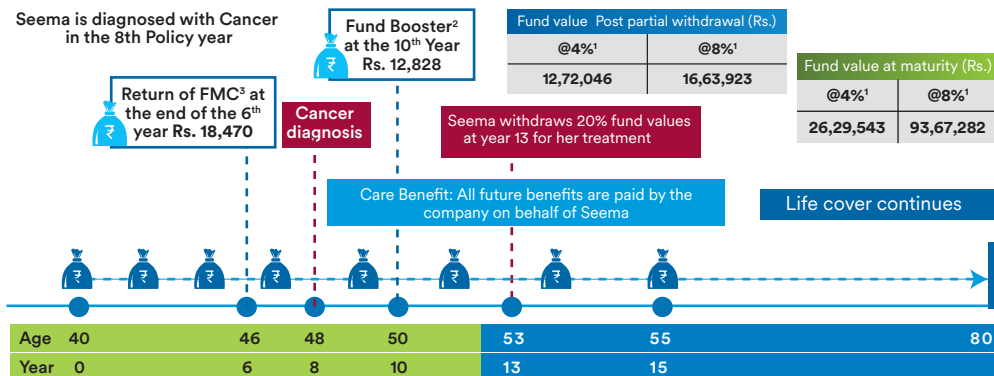 Seema is diagnosed with Cancer
in the 8th Policy year
₹
Return of FMC³ at
the end of the 6ᵗʰ
year Rs. 18,470
₹
Cancer
diagnosis
₹
Fund Booster²
at the 10ᵗʰ Year
Rs. 12,828
Fund value Post partial withdrawal (Rs.)
@4%¹ @8%¹
12,72,046 16,63,923
Seema withdraws 20% fund values
at year 13 for her treatment
Fund value at maturity (Rs.)
@4%¹ @8%¹
26,29,543 93,67,282
Care Benefit: All future benefits are paid by the
company on behalf of Seema
Life cover continues
₹ ₹ ₹ ₹ ₹ ₹ ₹ ₹
Age 40 46 48 50 53 55 80
Year 0 6 8 10 13 15